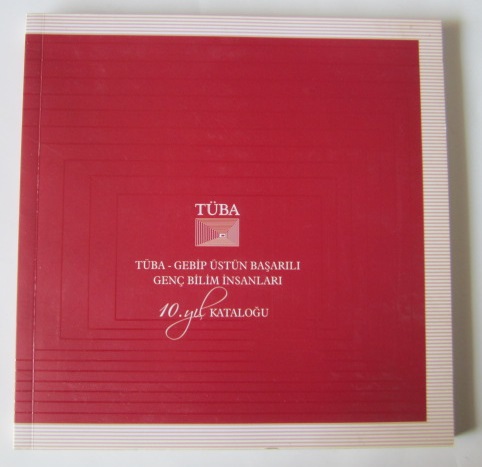 TÜBA
TÜBA - GEBİP ÜSTÜN BAŞARILI
GENÇ BİLİM İNSANLARI
10.yıl KATALOĞU